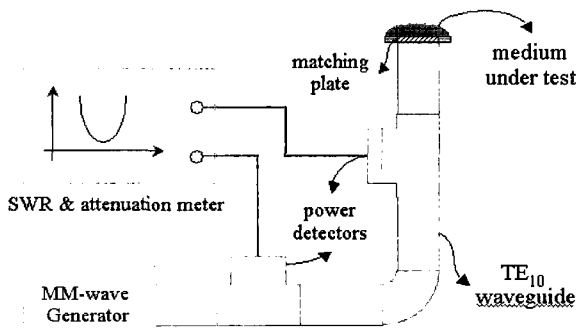 matching
plate
medium
under test
SWR & attenuation meter
power
detectors
TE10
waveguide
MM-wave
Generator